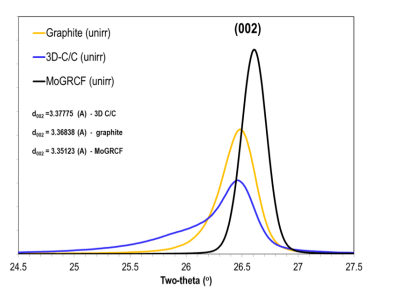 (002)
Graphite (unirr)
3D-C/C (unirr)
MoGRCF (unirr)
d002 =3.37775 (A) - 3D C/C
d002 = 3.36838 (A) - graphite
d002 = 3.35123 (A) - MoGRCF
24.5 25 25.5 26 26.5 27 27.5
Two-theta (º)